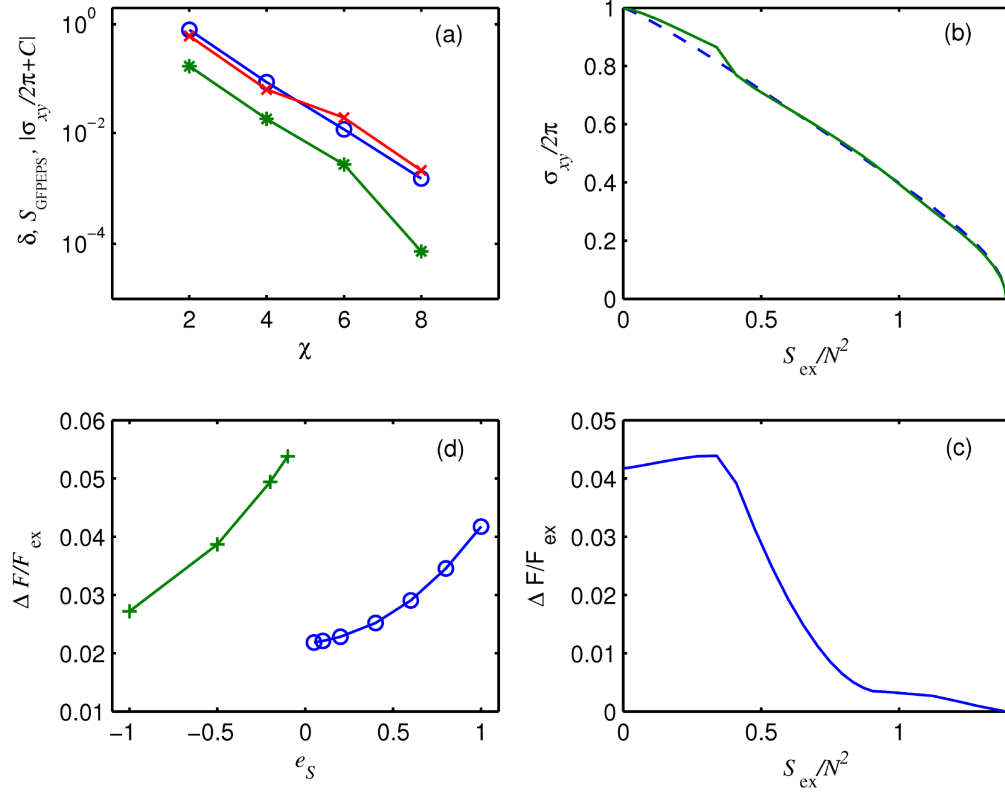 (a)
δ, S_GFPEPS, |σ_xy/2π+C|
10^0
10^−2
10^−4
2 4 6 8
χ
(b)
σ_xy/2π
1
0.8
0.6
0.4
0.2
0
0 0.5 1
S_ex/N^2
(d)
Δ F/F_ex
0.06
0.05
0.04
0.03
0.02
0.01
−1 −0.5 0 0.5 1
e_S
(c)
Δ F/F_ex
0.05
0.04
0.03
0.02
0.01
0
0 0.5 1
S_ex/N^2